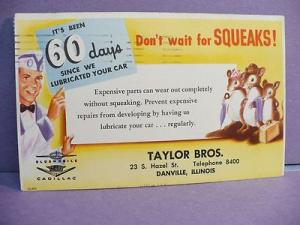 IT'S BEEN
60 days
SINCE WE
LUBRICATED YOUR CAR
Don't wait for SQUEAKS!
Expensive parts can wear out completely
without squeaking. Prevent expensive
repairs from developing by having us
lubricate your car . . . regularly.
OLDSMOBILE
CADILLAC
TAYLOR BROS.
23 S. Hazel St. Telephone 8400
DANVILLE, ILLINOIS